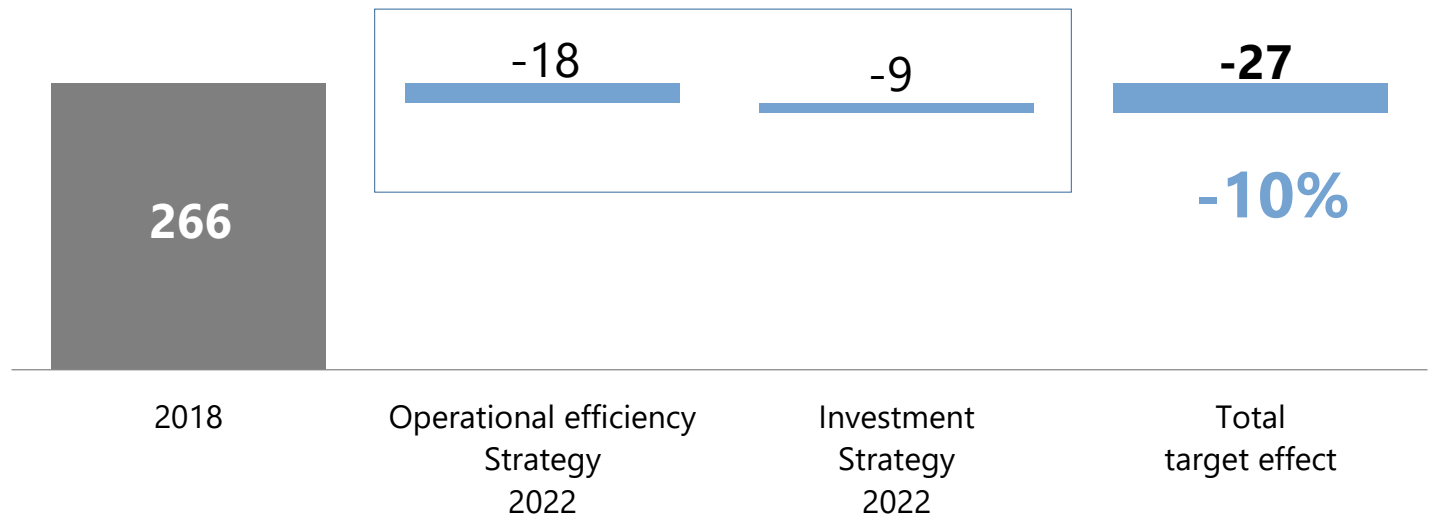 -18
-9
-27
-10%
266
2018
Operational efficiency
Strategy
2022
Investment
Strategy
2022
Total
target effect